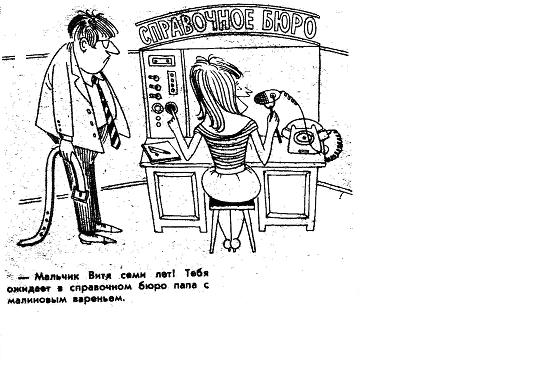 СПРАВОЧНОЕ БЮРО
— Мальчик Витя семи лет! Тебя
ожидает в справочном бюро папа с
малиновым вареньем.